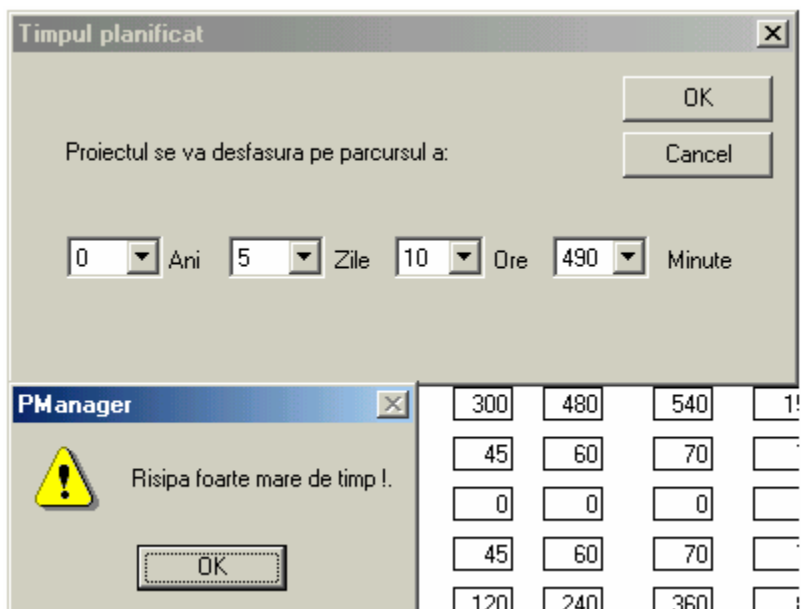 Timpul planificat
OK
Proiectul se va desfasura pe parcursul a:
Cancel
0 Ani 5 Zile 10 Ore 490 Minute
PManager
Risipa foarte mare de timp !.
OK
300 480 540
45 60 70
0 0 0
45 60 70
120 240 360